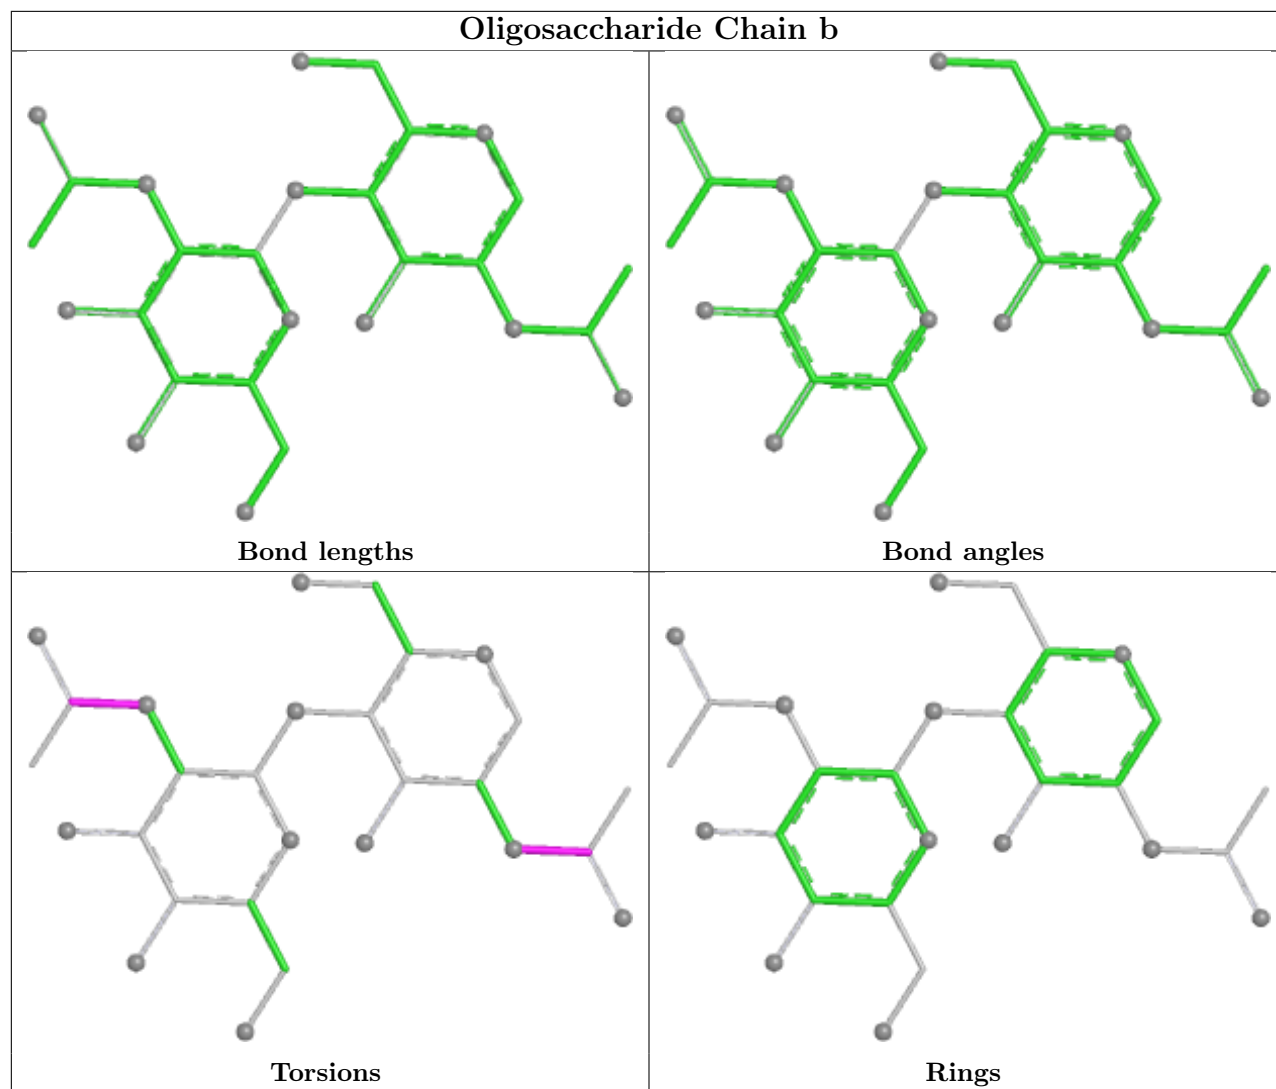 Oligosaccharide Chain b
Bond lengths
Bond angles
Torsions
Rings